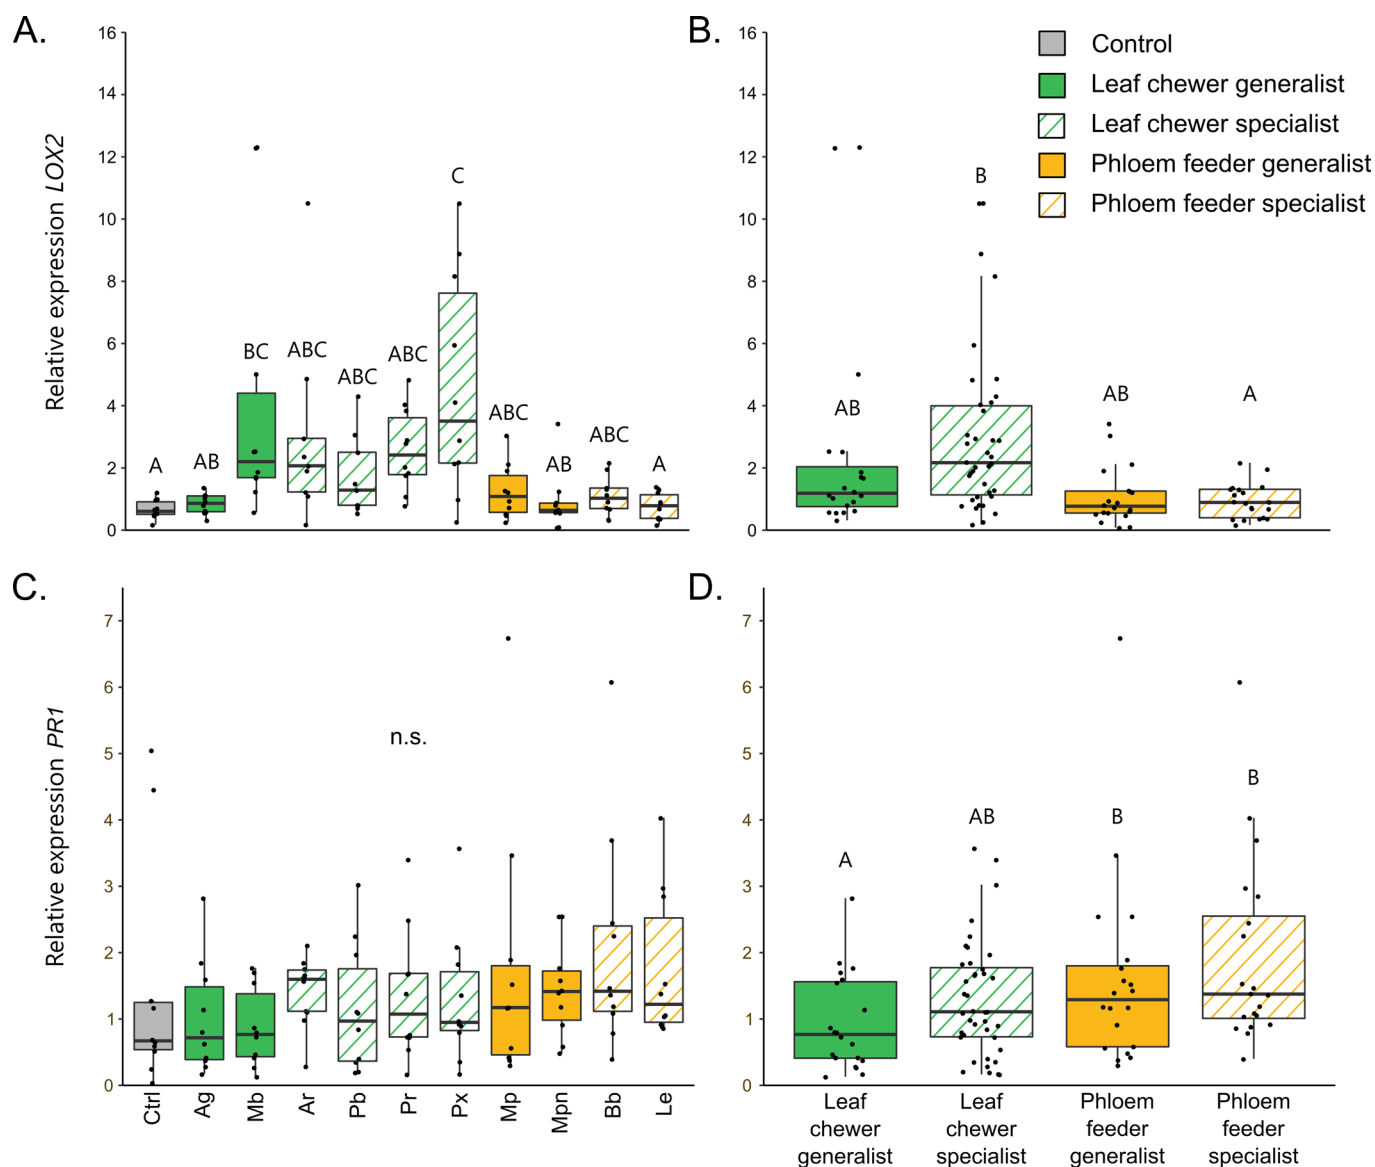 A.
16
14
12
10
8
6
4
2
0
Relative expression LOX2
A
AB
BC
ABC
ABC
ABC
C
ABC
AB
ABC
A
B.
16
14
12
10
8
6
4
2
0
AB
B
AB
A
Control
Leaf chewer generalist
Leaf chewer specialist
Phloem feeder generalist
Phloem feeder specialist
C.
7
6
5
4
3
2
1
0
Relative expression PR1
n.s.
Ctrl
Ag
Mb
Ar
Pb
Pr
Px
Mp
Mpn
Bb
Le
D.
7
6
5
4
3
2
1
0
A
AB
B
B
Leaf
chewer
generalist
Leaf
chewer
specialist
Phloem
feeder
generalist
Phloem
feeder
specialist